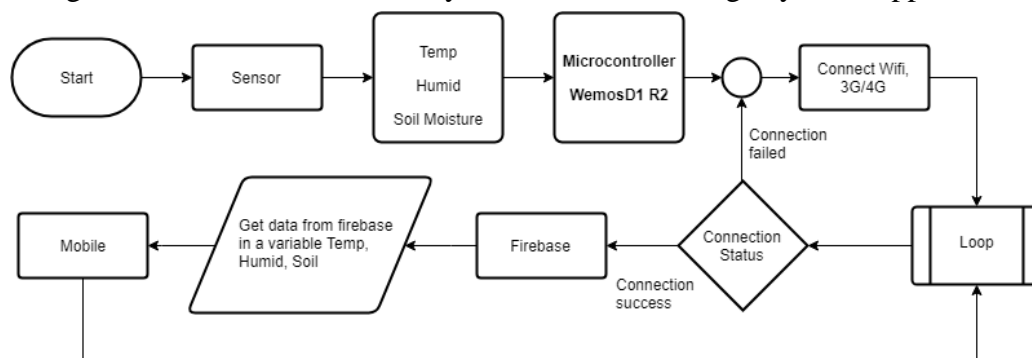 Start
Sensor
Temp
Humid
Soil Moisture
Microcontroller
WemosD1 R2
Connect Wifi,
3G/4G
Connection
failed
Mobile
Get data from firebase
in a variable Temp,
Humid, Soil
Firebase
Connection
Status
Loop
Connection
success